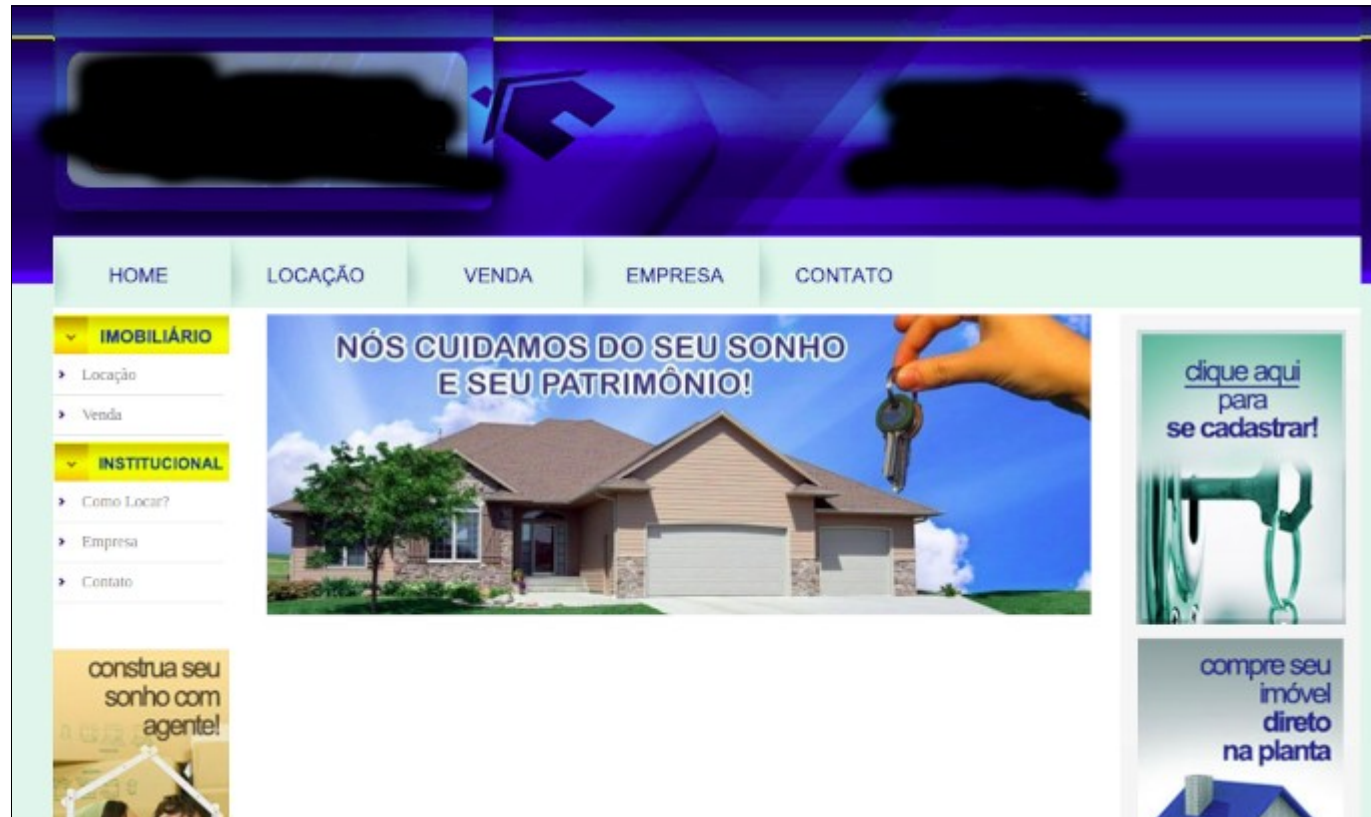 HOME
LOCAÇÃO
VENDA
EMPRESA
CONTATO
IMOBILIÁRIO
Locação
Venda
INSTITUCIONAL
Como Locar?
Empresa
Contato
construa seu
sonho com
agente!
NÓS CUIDAMOS DO SEU SONHO
E SEU PATRIMÔNIO!
clique aqui
para
se cadastrar!
compre seu
imóvel
direto
na planta